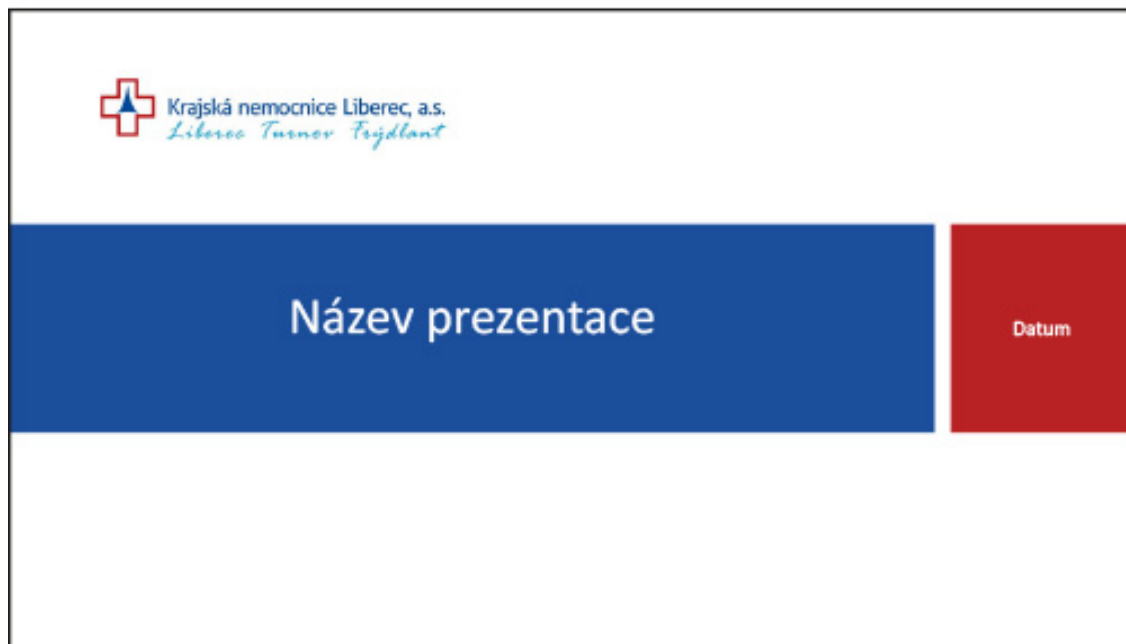 Krajská nemocnice Liberec, a.s.
Liberec Turnov Frýdlant
Název prezentace
Datum